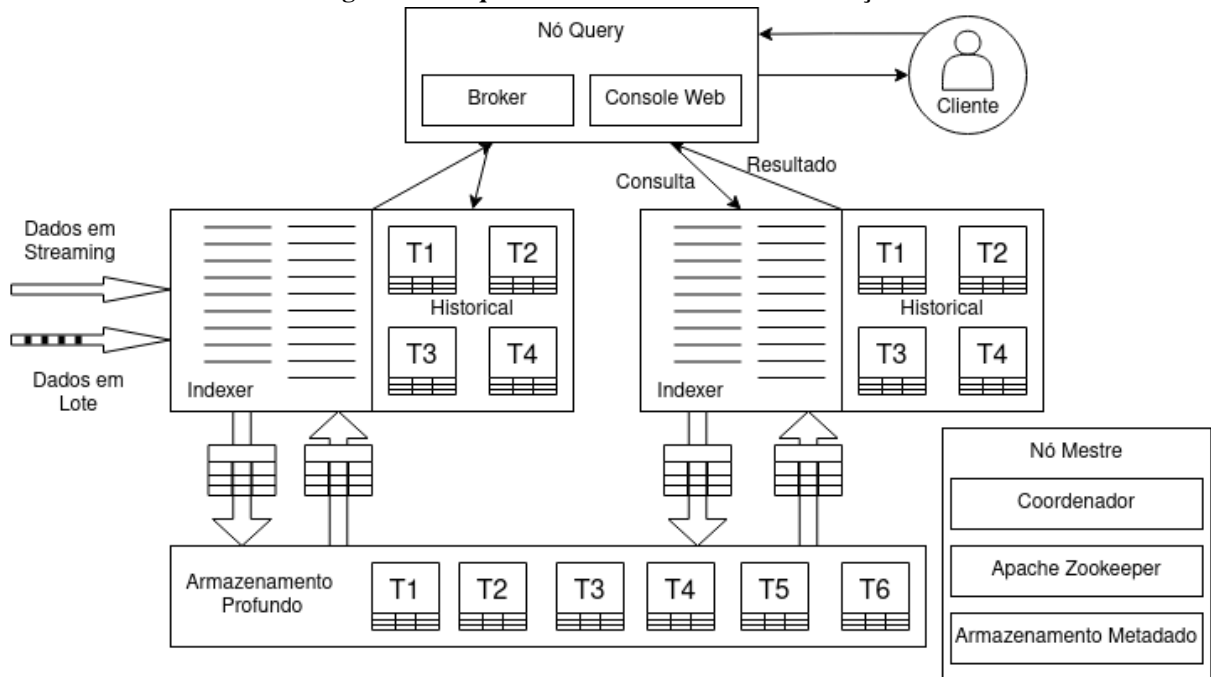 Nó Query
Broker
Console Web
Cliente
Consulta
Resultado
Dados em
Streaming
Dados em
Lote
T1
T2
Historical
T3
T4
Indexer
T1
T2
Historical
T3
T4
Indexer
Armazenamento
Profundo
T1
T2
T3
T4
T5
T6
Nó Mestre
Coordenador
Apache Zookeeper
Armazenamento Metadado